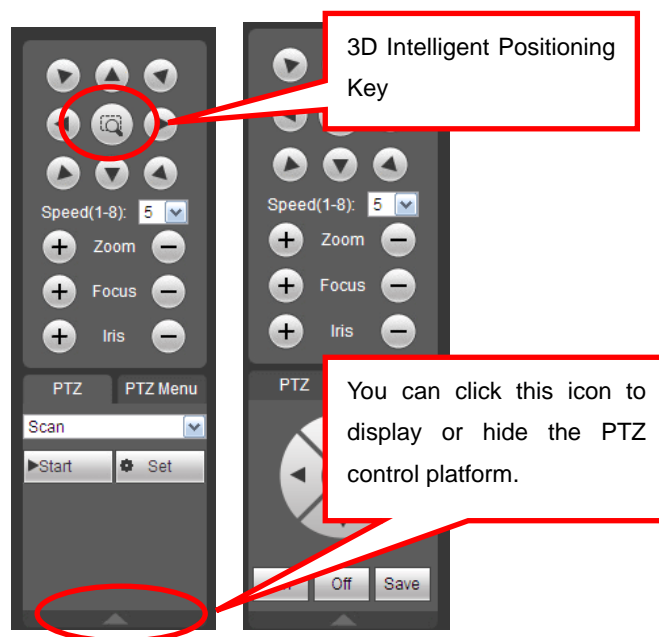 3D Intelligent Positioning
Key
Speed(1-8): 5
Zoom
Focus
Iris
PTZ PTZ Menu
Scan
Start Set
Speed(1-8): 5
Zoom
Focus
Iris
PTZ
You can click this icon to
display or hide the PTZ
control platform.
Off Save